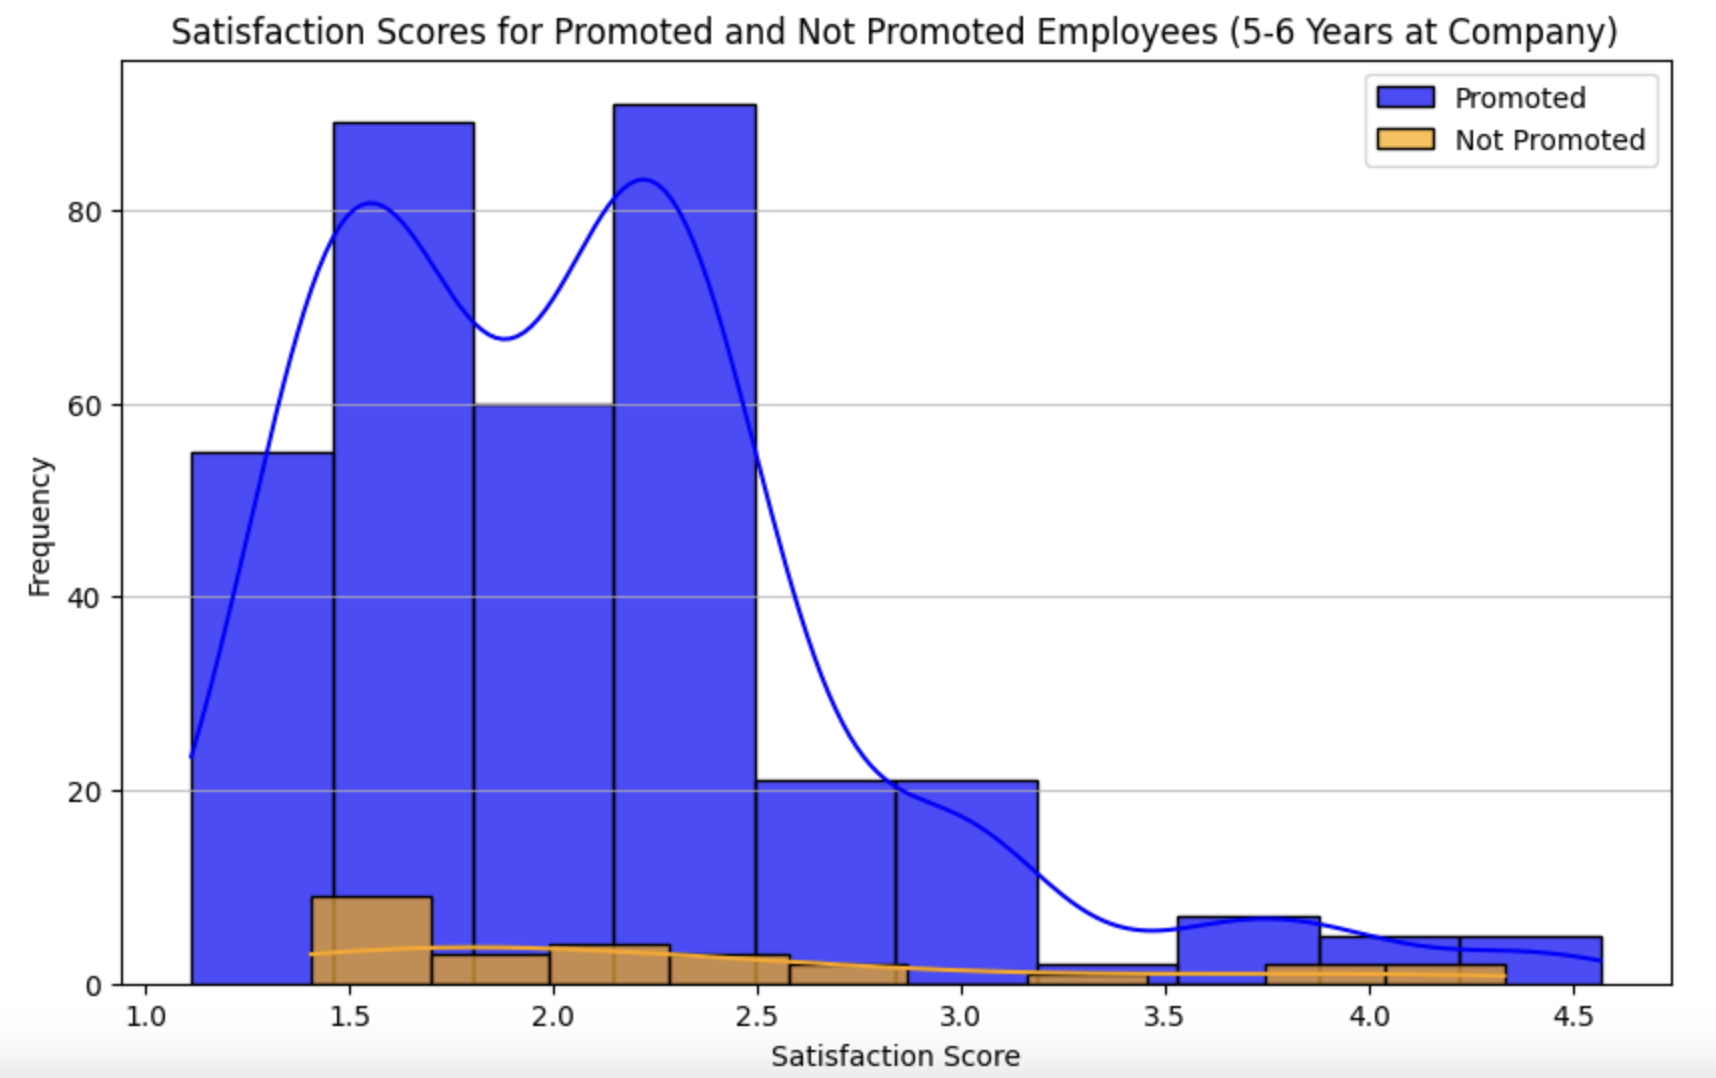 Satisfaction Scores for Promoted and Not Promoted Employees (5-6 Years at Company)
Promoted
Not Promoted
Frequency
80
60
40
20
0
1.0 1.5 2.0 2.5 3.0 3.5 4.0 4.5
Satisfaction Score